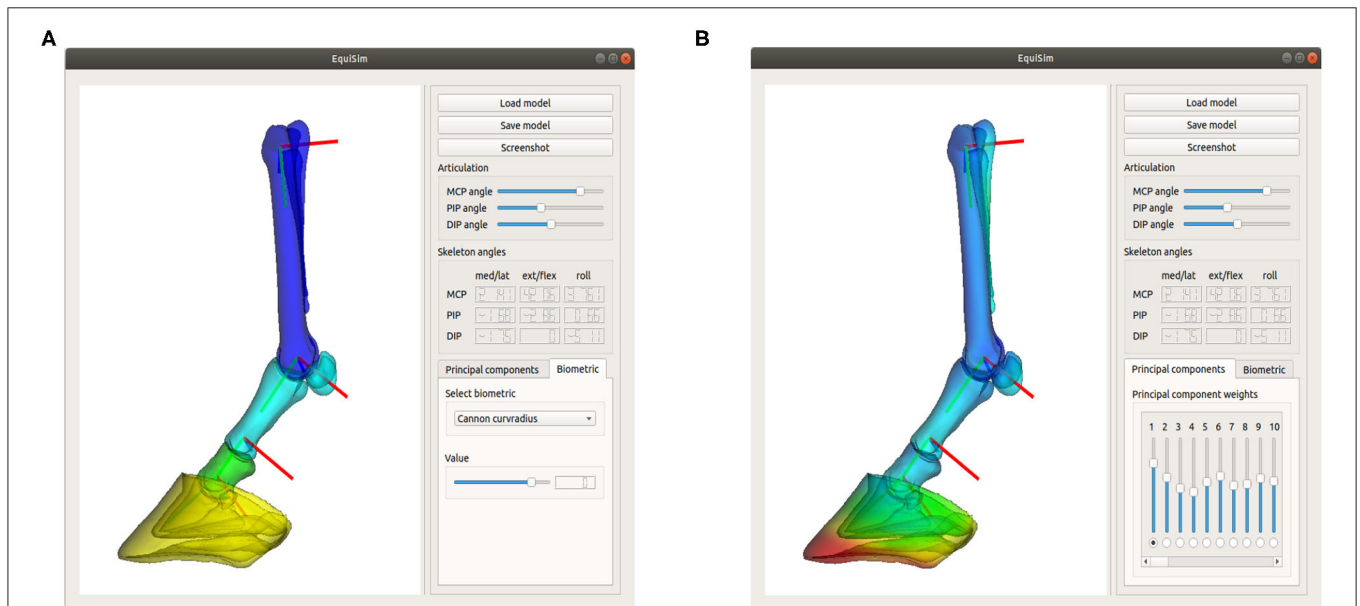 A
EquiSim
Load model
Save model
Screenshot
Articulation
MCP angle
PIP angle
DIP angle
Skeleton angles
med/lat ext/flex roll
MCP
PIP
DIP
Principal components Biometric
Select biometric
Cannon curvradius
Value
0
B
EquiSim
Load model
Save model
Screenshot
Articulation
MCP angle
PIP angle
DIP angle
Skeleton angles
med/lat ext/flex roll
MCP
PIP
DIP
Principal components Biometric
Principal component weights
1 2 3 4 5 6 7 8 9 10